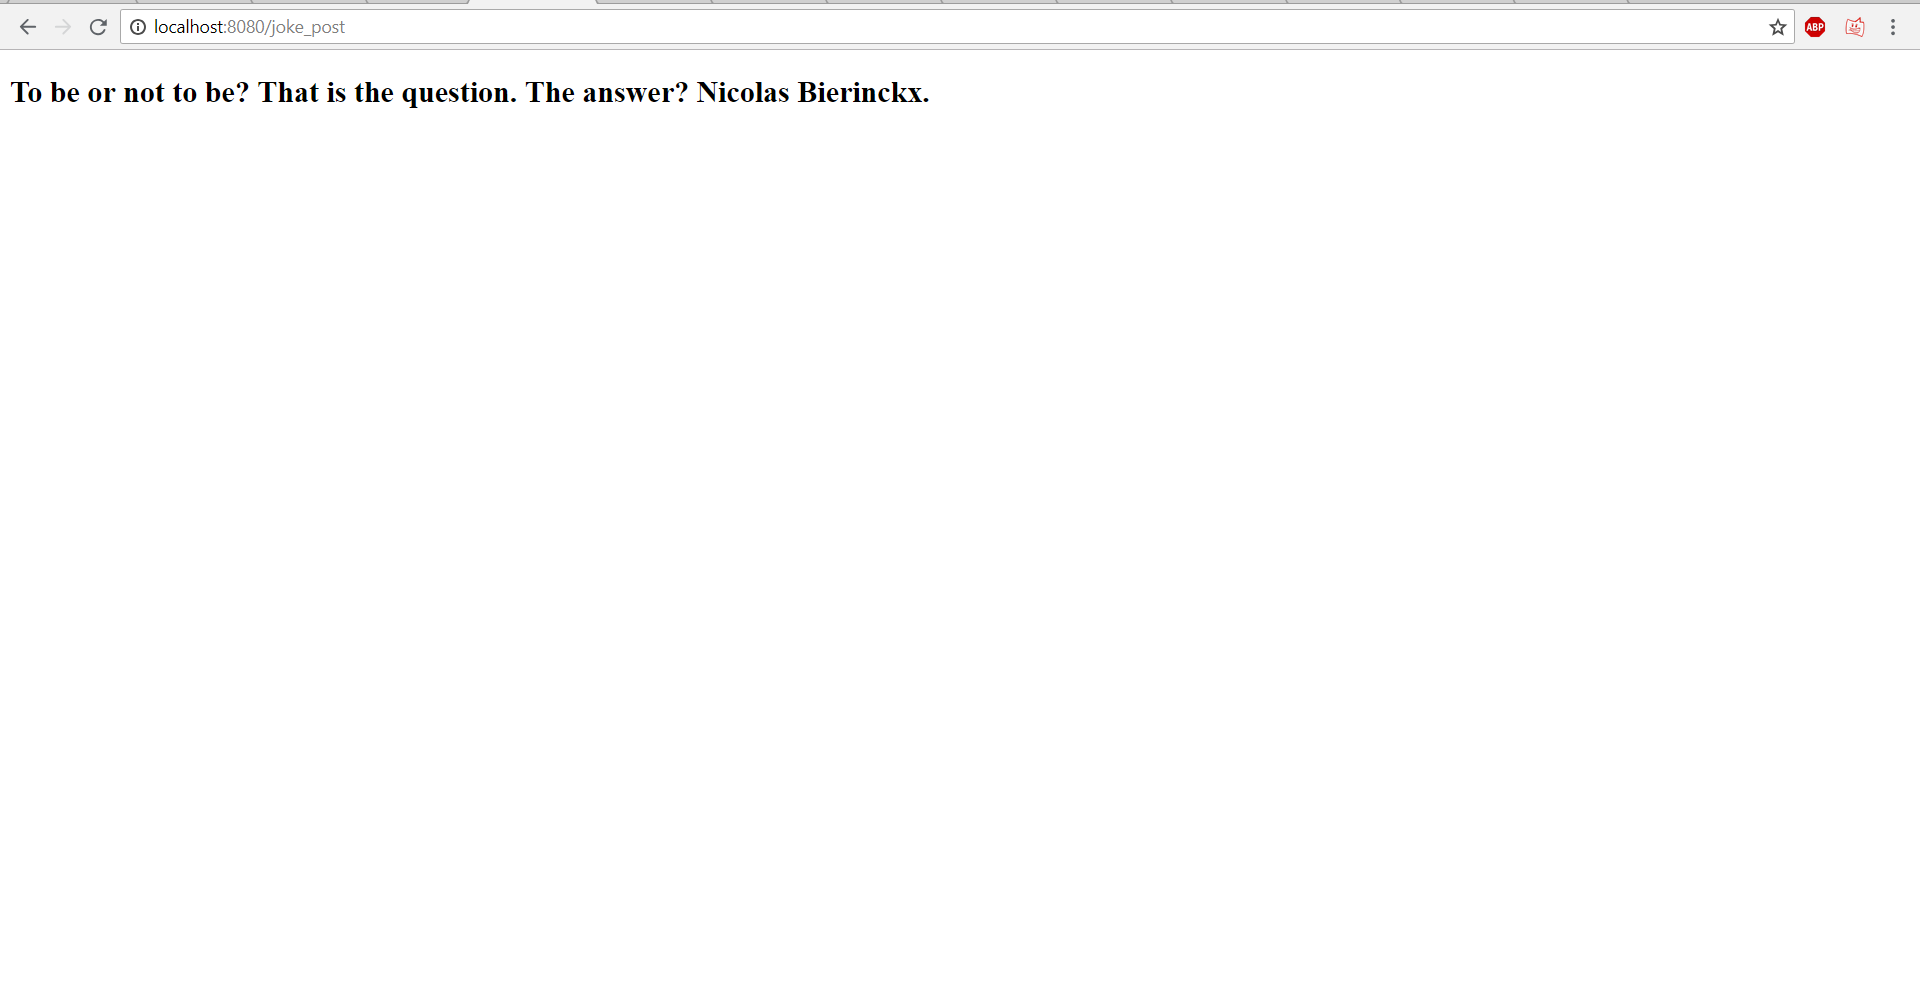 localhost:8080/joke_post
ABP
To be or not to be? That is the question. The answer? Nicolas Bierinckx.